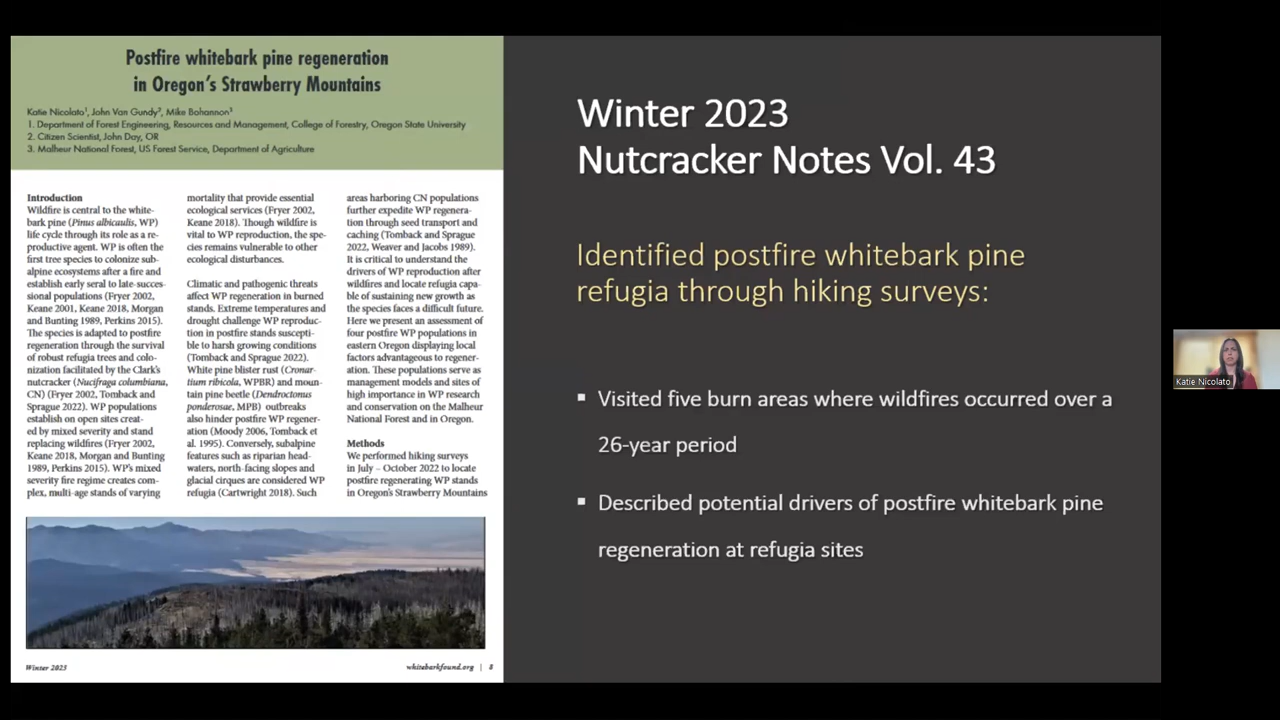 Postfire whitebark pine regeneration
in Oregon's Strawberry Mountains
Katie Nicolato¹, John Van Gundy², Mike Bohannon³
1. Department of Forest Engineering, Resources and Management, College of Forestry, Oregon State University
2. Citizen Scientist, John Day, OR
3. Malheur National Forest, US Forest Service, Department of Agriculture
Introduction
Wildfire is central to the white-
bark pine (Pinus albicaulis, WP)
life cycle through its role as a re-
productive agent. WP is often the
first tree species to colonize sub-
alpine ecosystems after a fire and
establish early seral to late-succes-
sional populations (Fryer 2002,
Keane 2001, Keane 2018, Morgan
and Bunting 1989, Perkins 2015).
The species is adapted to postfire
regeneration through the survival
of robust refugia trees and colo-
nization facilitated by the Clark's
nutcracker (Nucifraga columbiana,
CN) (Fryer 2002, Tomback and
Sprague 2022). WP populations
establish on open sites creat-
ed by mixed severity and stand
replacing wildfires (Fryer 2002,
Keane 2018, Morgan and Bunting
1989, Perkins 2015). WP's mixed
severity fire regime creates com-
plex, multi-age stands of varying
mortality that provide essential
ecological services (Fryer 2002,
Keane 2018). Though wildfire is
vital to WP reproduction, the spe-
cies remains vulnerable to other
ecological disturbances.
Climatic and pathogenic threats
affect WP regeneration in burned
stands. Extreme temperatures and
drought challenge WP reproduc-
tion in postfire stands suscepti-
ble to harsh growing conditions
(Tomback and Sprague 2022).
White pine blister rust (Cronar-
tium ribicola, WPBR) and moun-
tain pine beetle (Dendroctonus
ponderosae, MPB) outbreaks
also hinder postfire WP regener-
ation (Moody 2006, Tomback et
al. 1995). Conversely, subalpine
features such as riparian head-
waters, north-facing slopes and
glacial cirques are considered WP
refugia (Cartwright 2018). Such
areas harboring CN populations
further expedite WP regenera-
tion through seed transport and
caching (Tomback and Sprague
2022, Weaver and Jacobs 1989).
It is critical to understand the
drivers of WP reproduction after
wildfires and locate refugia capa-
ble of sustaining new growth as
the species faces a difficult future.
Here we present an assessment of
four postfire WP populations in
eastern Oregon displaying local
factors advantageous to regener-
ation. These populations serve as
management models and sites of
high importance in WP research
and conservation on the Malheur
National Forest and in Oregon.
Methods
We performed hiking surveys
in July – October 2022 to locate
postfire regenerating WP stands
in Oregon's Strawberry Mountains
Winter 2023
whitebarkfound.org | 8
Winter 2023
Nutcracker Notes Vol. 43
Identified postfire whitebark pine
refugia through hiking surveys:
▪ Visited five burn areas where wildfires occurred over a
26-year period
▪ Described potential drivers of postfire whitebark pine
regeneration at refugia sites
Katie Nicolato